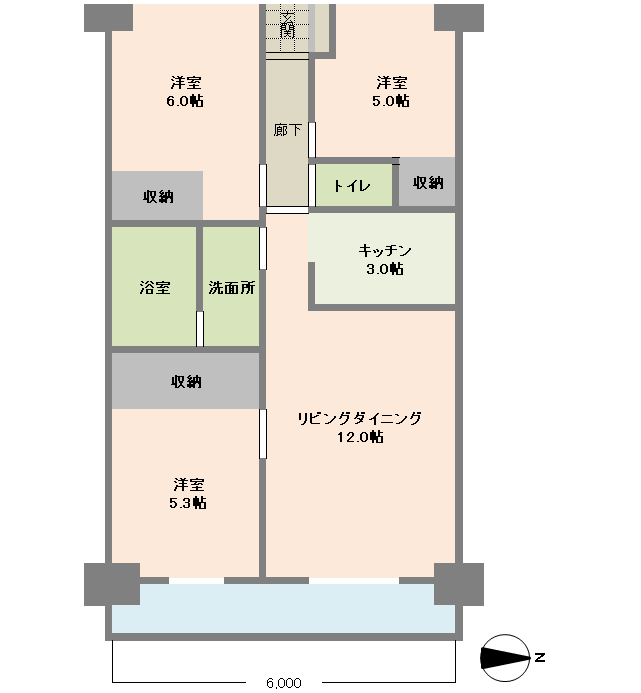 玄
関
洋室
6.0帖
洋室
5.0帖
廊下
収納
トイレ
収納
キッチン
3.0帖
浴室
洗面所
収納
リビングダイニング
12.0帖
洋室
5.3帖
N
6,000